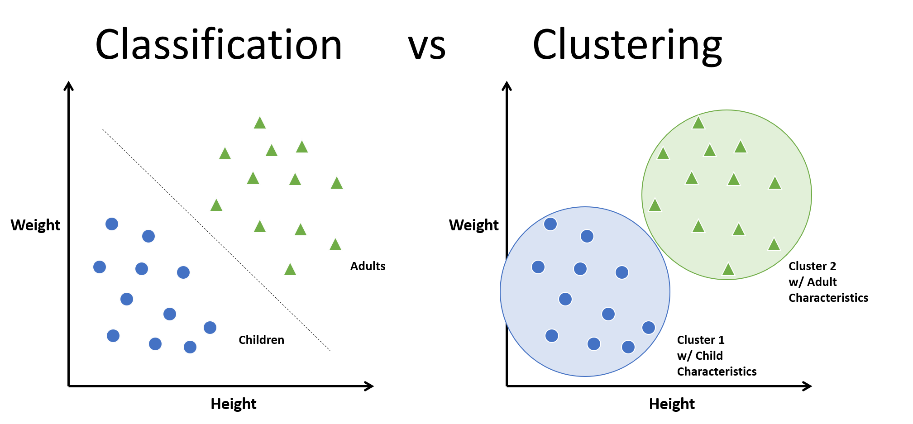 Classification vs Clustering
Weight
Adults
Children
Height
Weight
Cluster 2
w/ Adult
Characteristics
Cluster 1
w/ Child
Characteristics
Height